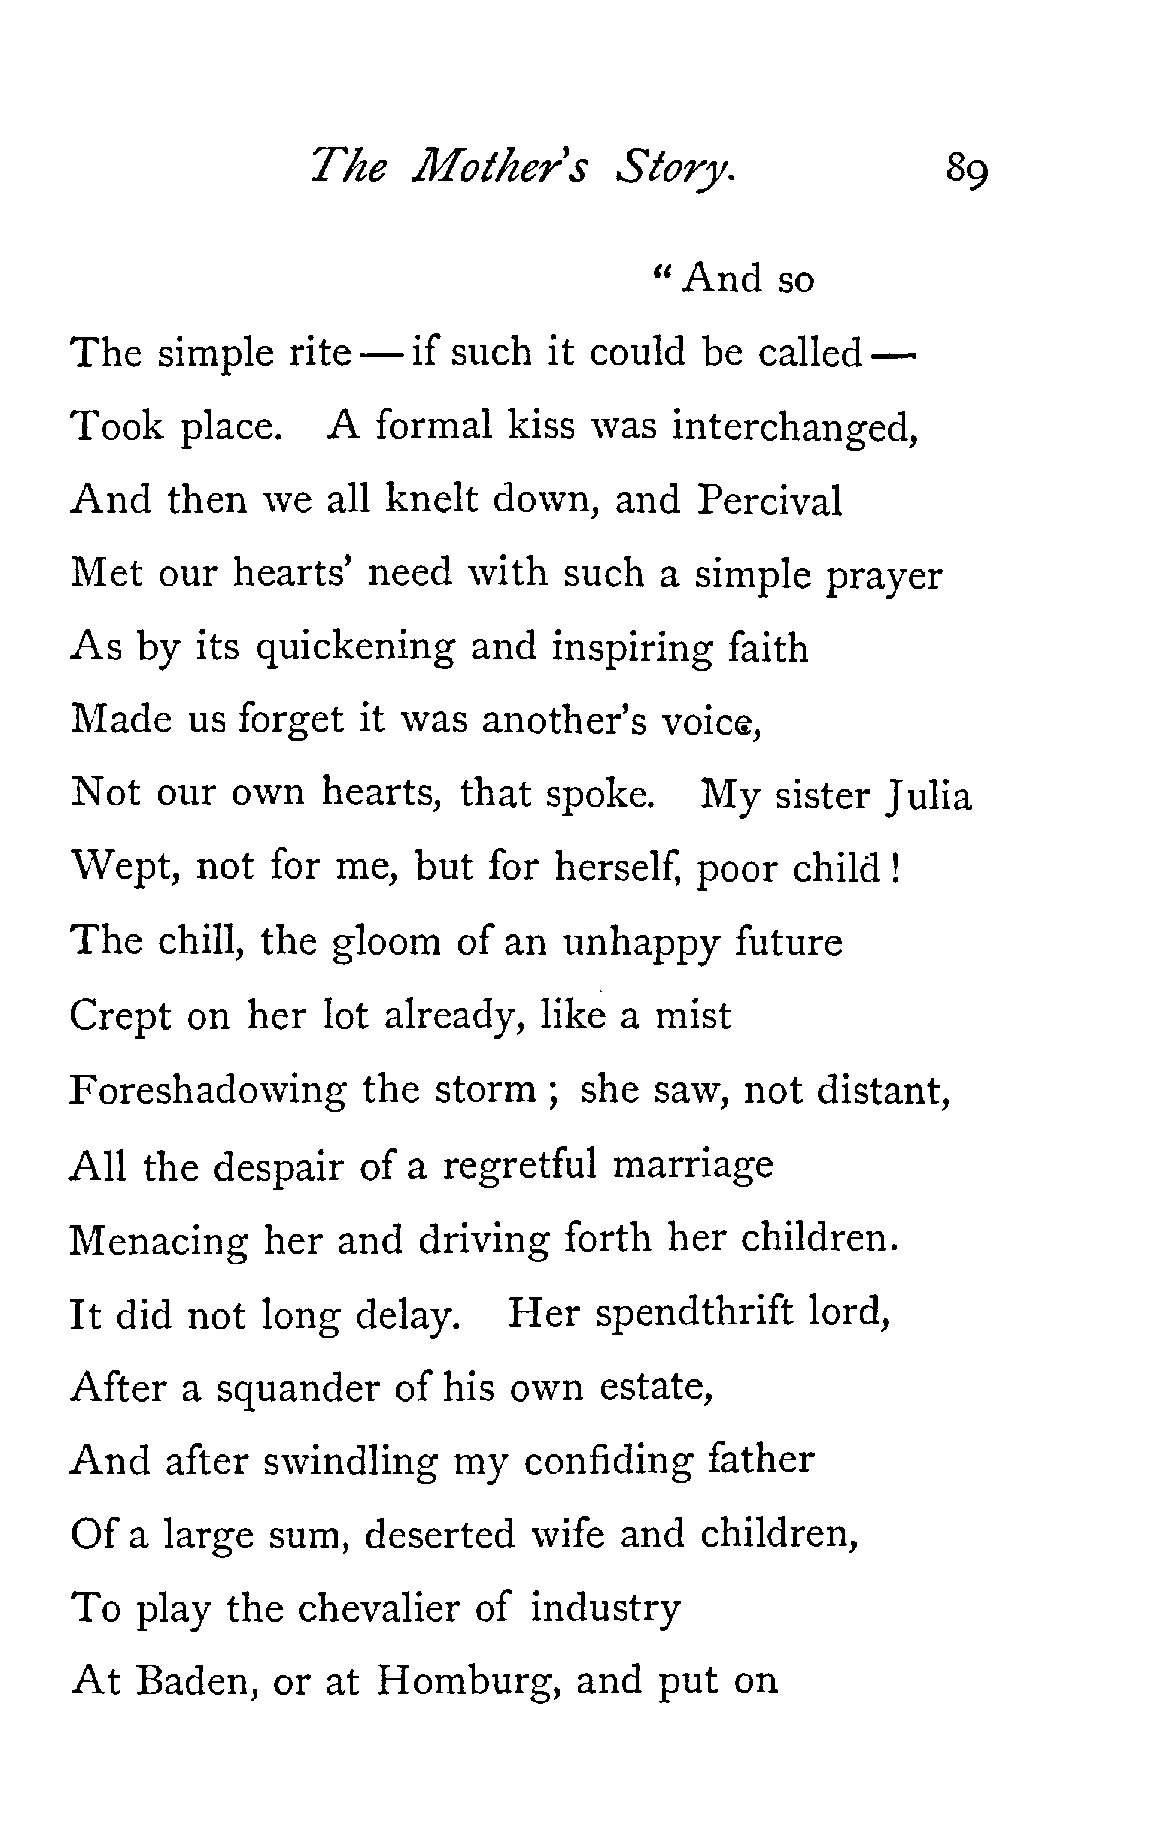 The Mother's Story. 89
"And so
The simple rite — if such it could be called —
Took place. A formal kiss was interchanged,
And then we all knelt down, and Percival
Met our hearts' need with such a simple prayer
As by its quickening and inspiring faith
Made us forget it was another's voice,
Not our own hearts, that spoke. My sister Julia
Wept, not for me, but for herself, poor child!
The chill, the gloom of an unhappy future
Crept on her lot already, like a mist
Foreshadowing the storm; she saw, not distant,
All the despair of a regretful marriage
Menacing her and driving forth her children.
It did not long delay. Her spendthrift lord,
After a squander of his own estate,
And after swindling my confiding father
Of a large sum, deserted wife and children,
To play the chevalier of industry
At Baden, or at Homburg, and put on